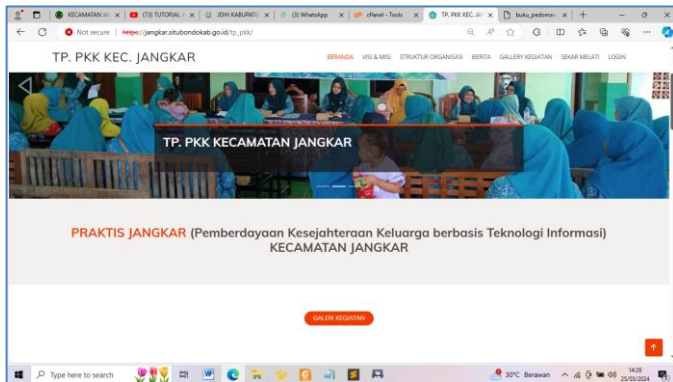 KECAMATAN
(TI) TUTORIAL
JDIH KABUPATE
(3) WhatsApp
cPanel - Tools
TP. PKK KEC. JA
buku_pedoman
Not secure
https://jangkar.situbondokab.go.id/tp_pkk/
TP. PKK KEC. JANGKAR
BERANDA VISI & MISI STRUKTUR ORGANISASI BERITA GALLERY KEGIATAN SEKAR MELATI LOGIN
TP. PKK KECAMATAN JANGKAR
PRAKTIS JANGKAR (Pemberdayaan Kesejahteraan Keluarga berbasis Teknologi Informasi)
KECAMATAN JANGKAR
GALERI KEGIATAN
Type here to search
30°C Berawan
14:26
25/03/2024